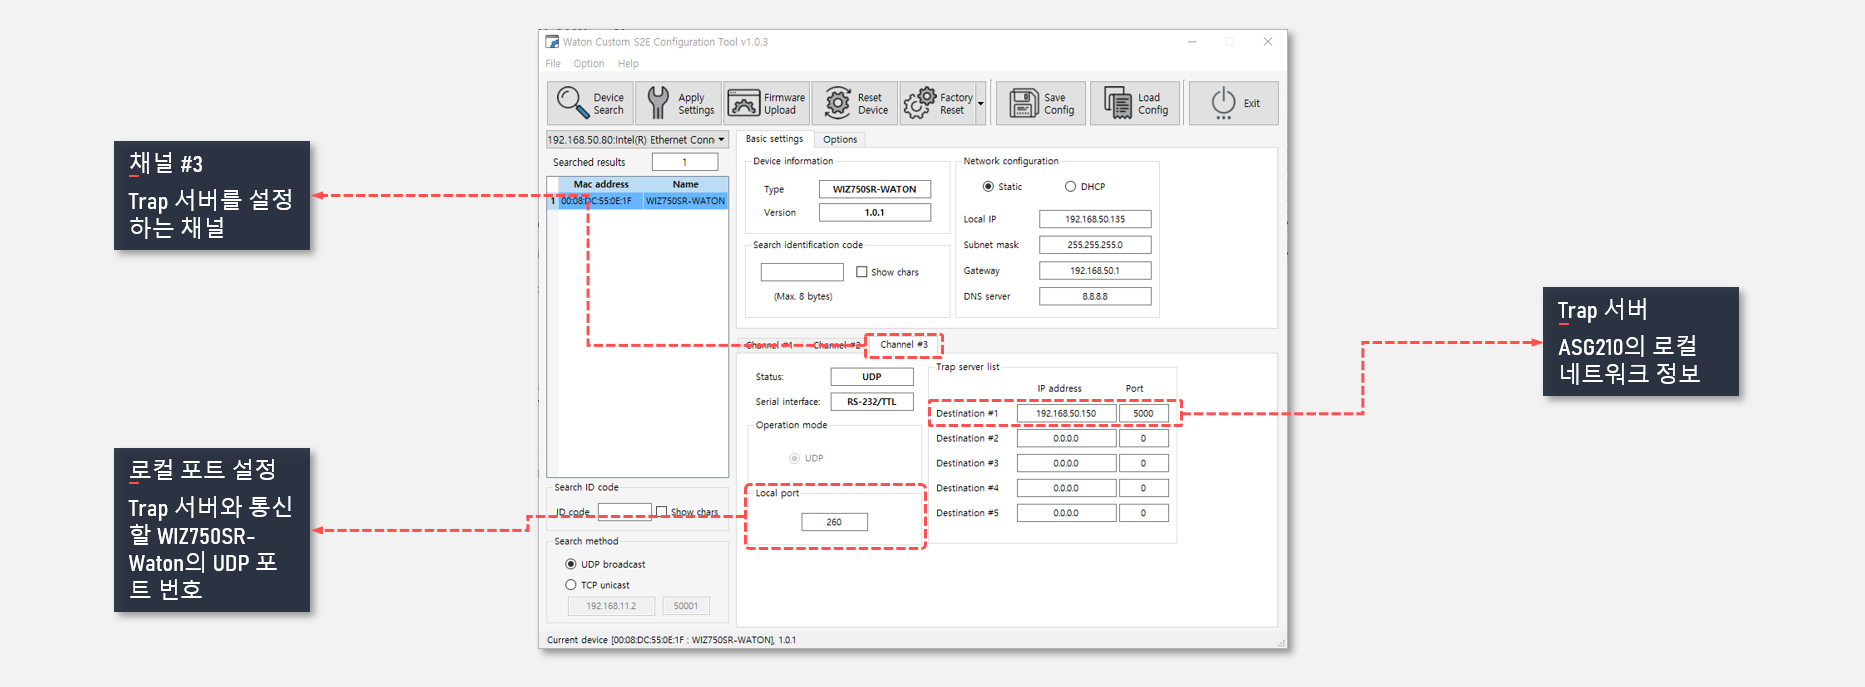 Waton Custom S2E Configuration Tool v1.0.3
File Option Help
Device Search
Apply Settings
Firmware Upload
Reset Device
Factory Reset
Save Config
Load Config
Exit
192.168.50.80:Intel(R) Ethernet Conn
Searched results 1
Mac address Name
1 00:08:DC:55:0E:1F WIZ750SR-WATON
Search ID code
ID code Show chars
Search method
UDP broadcast
TCP unicast
192.168.11.2 50001
Basic settings Options
Device information
Type WIZ750SR-WATON
Version 1.0.1
Search identification code
Show chars
(Max. 8 bytes)
Network configuration
Static DHCP
Local IP 192.168.50.135
Subnet mask 255.255.255.0
Gateway 192.168.50.1
DNS server 8.8.8.8
Channel #1 Channel #2 Channel #3
Status: UDP
Serial interface: RS-232/TTL
Operation mode
UDP
Local port
260
Trap server list
IP address Port
Destination #1 192.168.50.150 5000
Destination #2 0.0.0.0 0
Destination #3 0.0.0.0 0
Destination #4 0.0.0.0 0
Destination #5 0.0.0.0 0
Current device [00:08:DC:55:0E:1F : WIZ750SR-WATON], 1.0.1
채널 #3
Trap 서버를 설정
하는 채널
로컬 포트 설정
Trap 서버와 통신
할 WIZ750SR-
Waton의 UDP 포
트 번호
Trap 서버
ASG210의 로컬
네트워크 정보